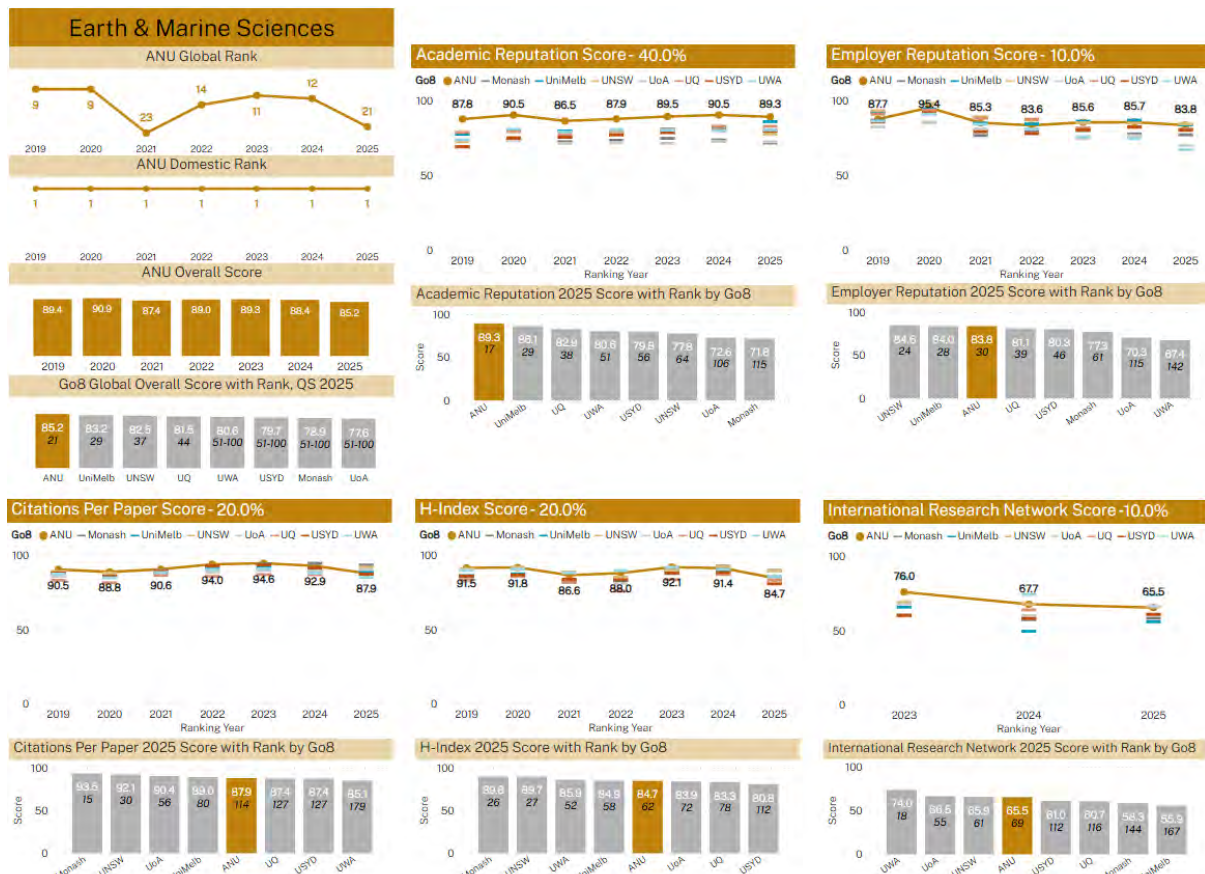 Earth & Marine Sciences
ANU Global Rank
9 9 23 14 11 12 21
2019 2020 2021 2022 2023 2024 2025
ANU Domestic Rank
1 1 1 1 1 1 1
2019 2020 2021 2022 2023 2024 2025
ANU Overall Score
89.4 90.9 87.4 89.0 89.3 88.4 85.2
2019 2020 2021 2022 2023 2024 2025
Go8 Global Overall Score with Rank, QS 2025
85.2 83.2 82.5 81.5 80.6 79.7 78.9 77.6
21 29 37 44 51-100 51-100 51-100 51-100
ANU UniMelb UNSW UQ UWA USYD Monash UoA
Academic Reputation Score - 40.0%
Go8 ANU Monash UniMelb UNSW UoA UQ USYD UWA
100
87.8 90.5 86.5 87.9 89.5 90.5 89.3
50
0
2019 2020 2021 2022 2023 2024 2025
Ranking Year
Academic Reputation 2025 Score with Rank by Go8
100
50
0
Score
89.3 88.1 82.9 80.6 79.8 77.8 72.6 71.8
17 29 38 51 56 64 106 115
ANU UniMelb UQ UWA USYD UNSW UoA Monash
Employer Reputation Score - 10.0%
Go8 ANU Monash UniMelb UNSW UoA UQ USYD UWA
100
87.7 95.4 85.3 83.6 85.6 85.7 83.8
50
0
2019 2020 2021 2022 2023 2024 2025
Ranking Year
Employer Reputation 2025 Score with Rank by Go8
100
50
0
Score
84.6 84.0 83.8 81.1 80.3 77.3 70.3 67.4
24 28 30 39 46 61 115 142
UNSW UniMelb ANU UQ USYD Monash UoA UWA
Citations Per Paper Score - 20.0%
Go8 ANU Monash UniMelb UNSW UoA UQ USYD UWA
100
90.5 88.8 90.6 94.0 94.6 92.9 87.9
50
0
2019 2020 2021 2022 2023 2024 2025
Ranking Year
Citations Per Paper 2025 Score with Rank by Go8
100
50
0
Score
92.1 90.4 89.0 87.9 87.4 87.4 85.1
15 30 56 80 114 127 127 179
UNSW UoA ANU UQ USYD UWA
H-Index Score - 20.0%
Go8 ANU Monash UniMelb UNSW UoA UQ USYD UWA
100
91.5 91.8 86.6 88.0 92.1 91.4 84.7
50
0
2019 2020 2021 2022 2023 2024 2025
Ranking Year
H-Index 2025 Score with Rank by Go8
100
50
0
Score
89.7 85.9 84.7 83.9 83.3 80.8
26 27 52 58 62 72 78 112
UNSW UWA UniMelb ANU UoA UQ USYD
International Research Network Score -10.0%
Go8 ANU Monash UniMelb UNSW UoA UQ USYD UWA
100
76.0 67.7 65.5
50
0
2023 2024 2025
Ranking Year
International Research Network 2025 Score with Rank by Go8
100
50
0
Score
74.0 66.6 65.9 65.5 61.0 60.7 58.3 55.9
18 55 61 69 112 116 144 167
UWA UoA UNSW ANU USYD UQ Monash UniMelb